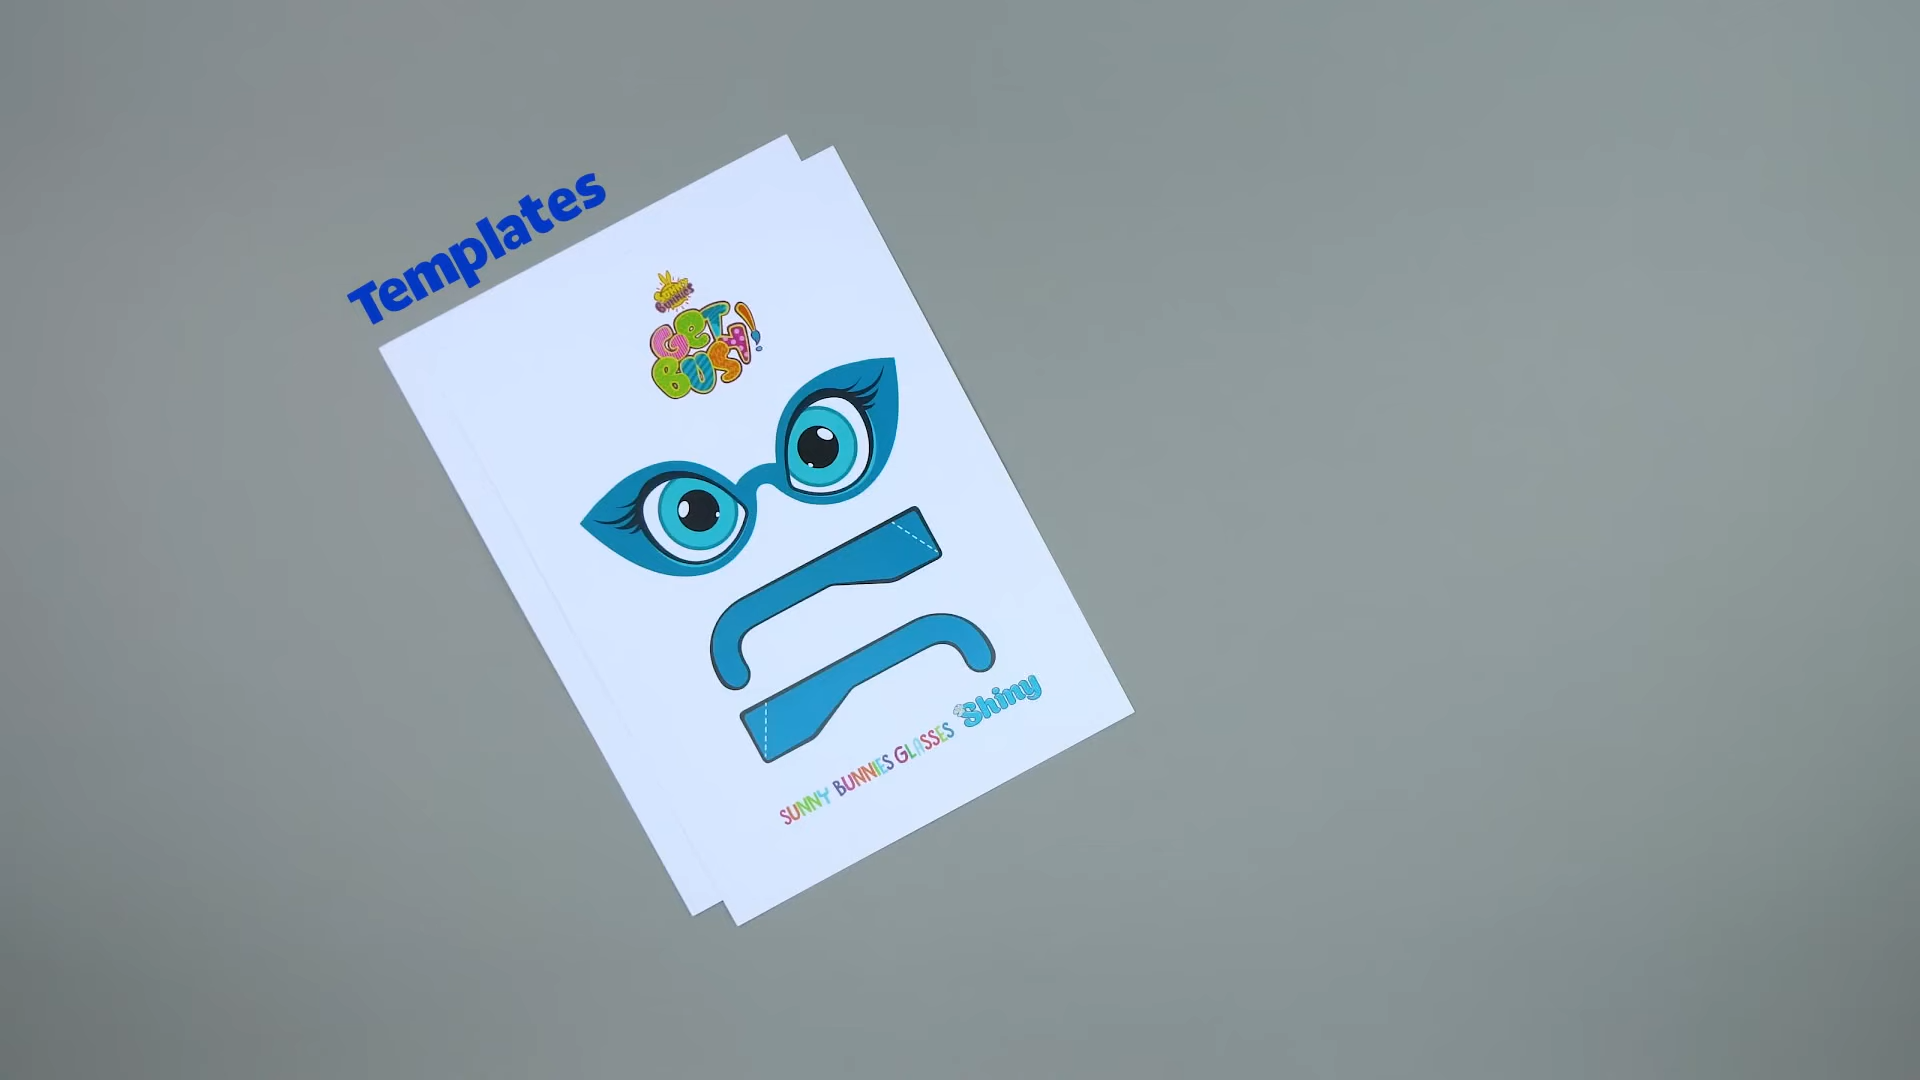 Templates
SUNNY
BUNNIES
GET
BUSY!
SUNNY BUNNIES GLASSES Shiny